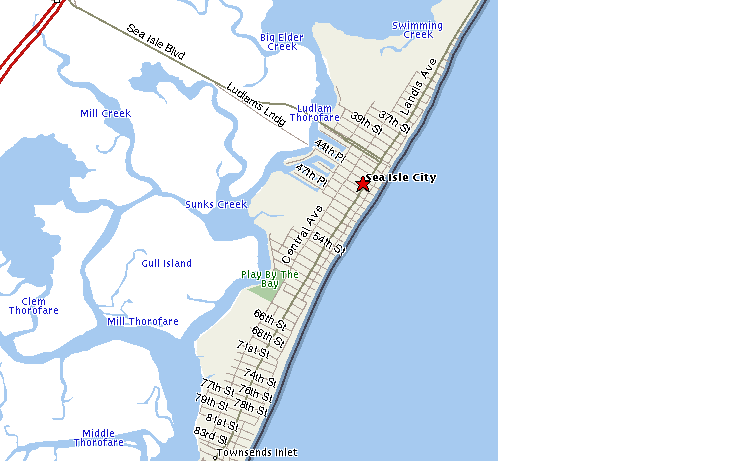 Swimming
Creek
Sea Isle Blvd
Big Elder
Creek
Landis Ave
Ludlams Lndg
Mill Creek
Ludlam
Thorofare
37th St
39th St
44th Pl
47th Pl
Sea Isle City
Sunks Creek
Central Ave
54th St
Gull Island
Play By The
Bay
Clem
Thorofare
Mill Thorofare
66th St
68th St
71st St
74th St
77th St
76th St
79th St
78th St
81st St
83rd St
Middle
Thorofare
Townsends Inlet